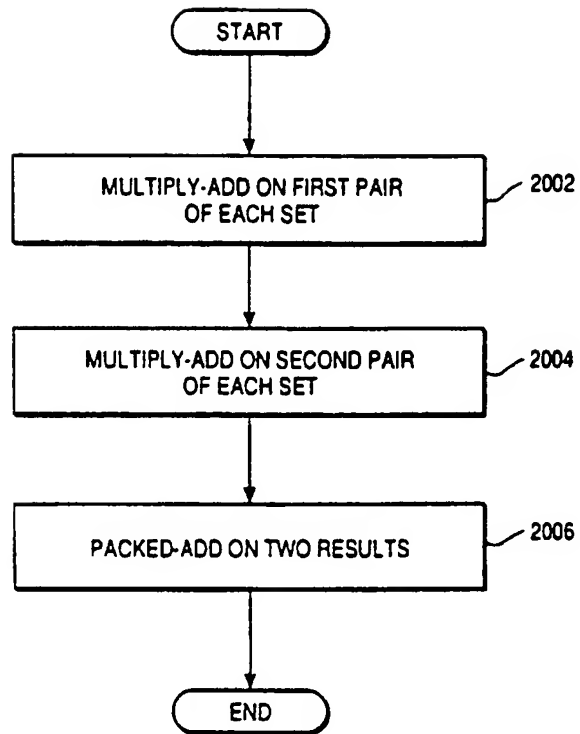 START
MULTIPLY-ADD ON FIRST PAIR
OF EACH SET
2002
MULTIPLY-ADD ON SECOND PAIR
OF EACH SET
2004
PACKED-ADD ON TWO RESULTS
2006
END